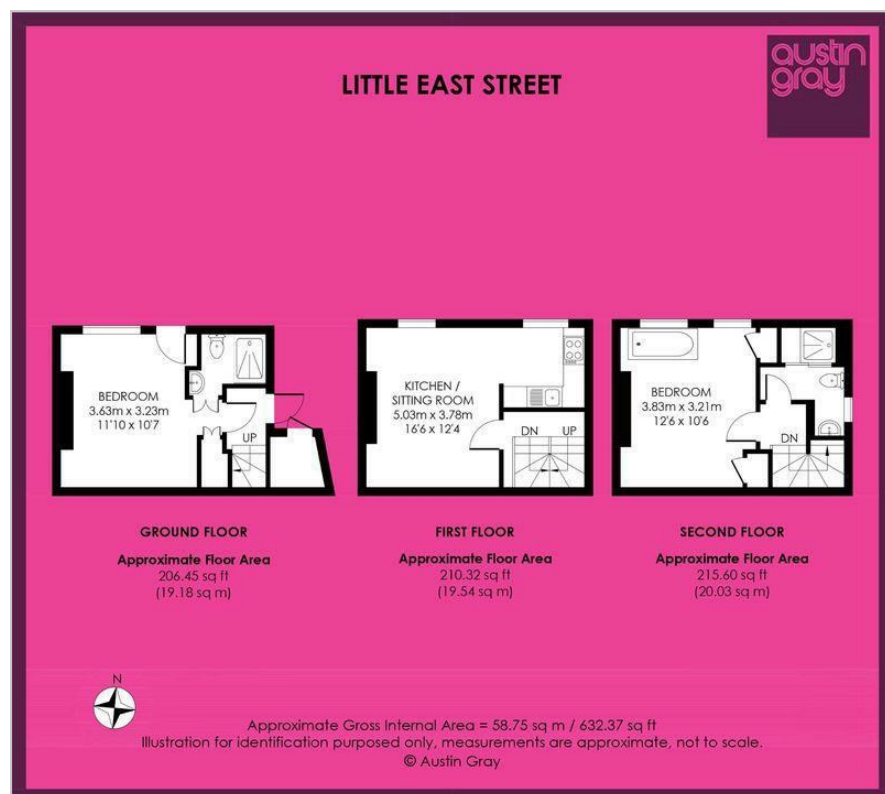 austin
gray
LITTLE EAST STREET
BEDROOM
3.63m x 3.23m
11'10 x 10'7
UP
KITCHEN /
SITTING ROOM
5.03m x 3.78m
16'6 x 12'4
DN UP
BEDROOM
3.83m x 3.21m
12'6 x 10'6
DN
GROUND FLOOR
Approximate Floor Area
206.45 sq ft
(19.18 sq m)
FIRST FLOOR
Approximate Floor Area
210.32 sq ft
(19.54 sq m)
SECOND FLOOR
Approximate Floor Area
215.60 sq ft
(20.03 sq m)
N
Approximate Gross Internal Area = 58.75 sq m / 632.37 sq ft
Illustration for identification purposed only, measurements are approximate, not to scale.
© Austin Gray